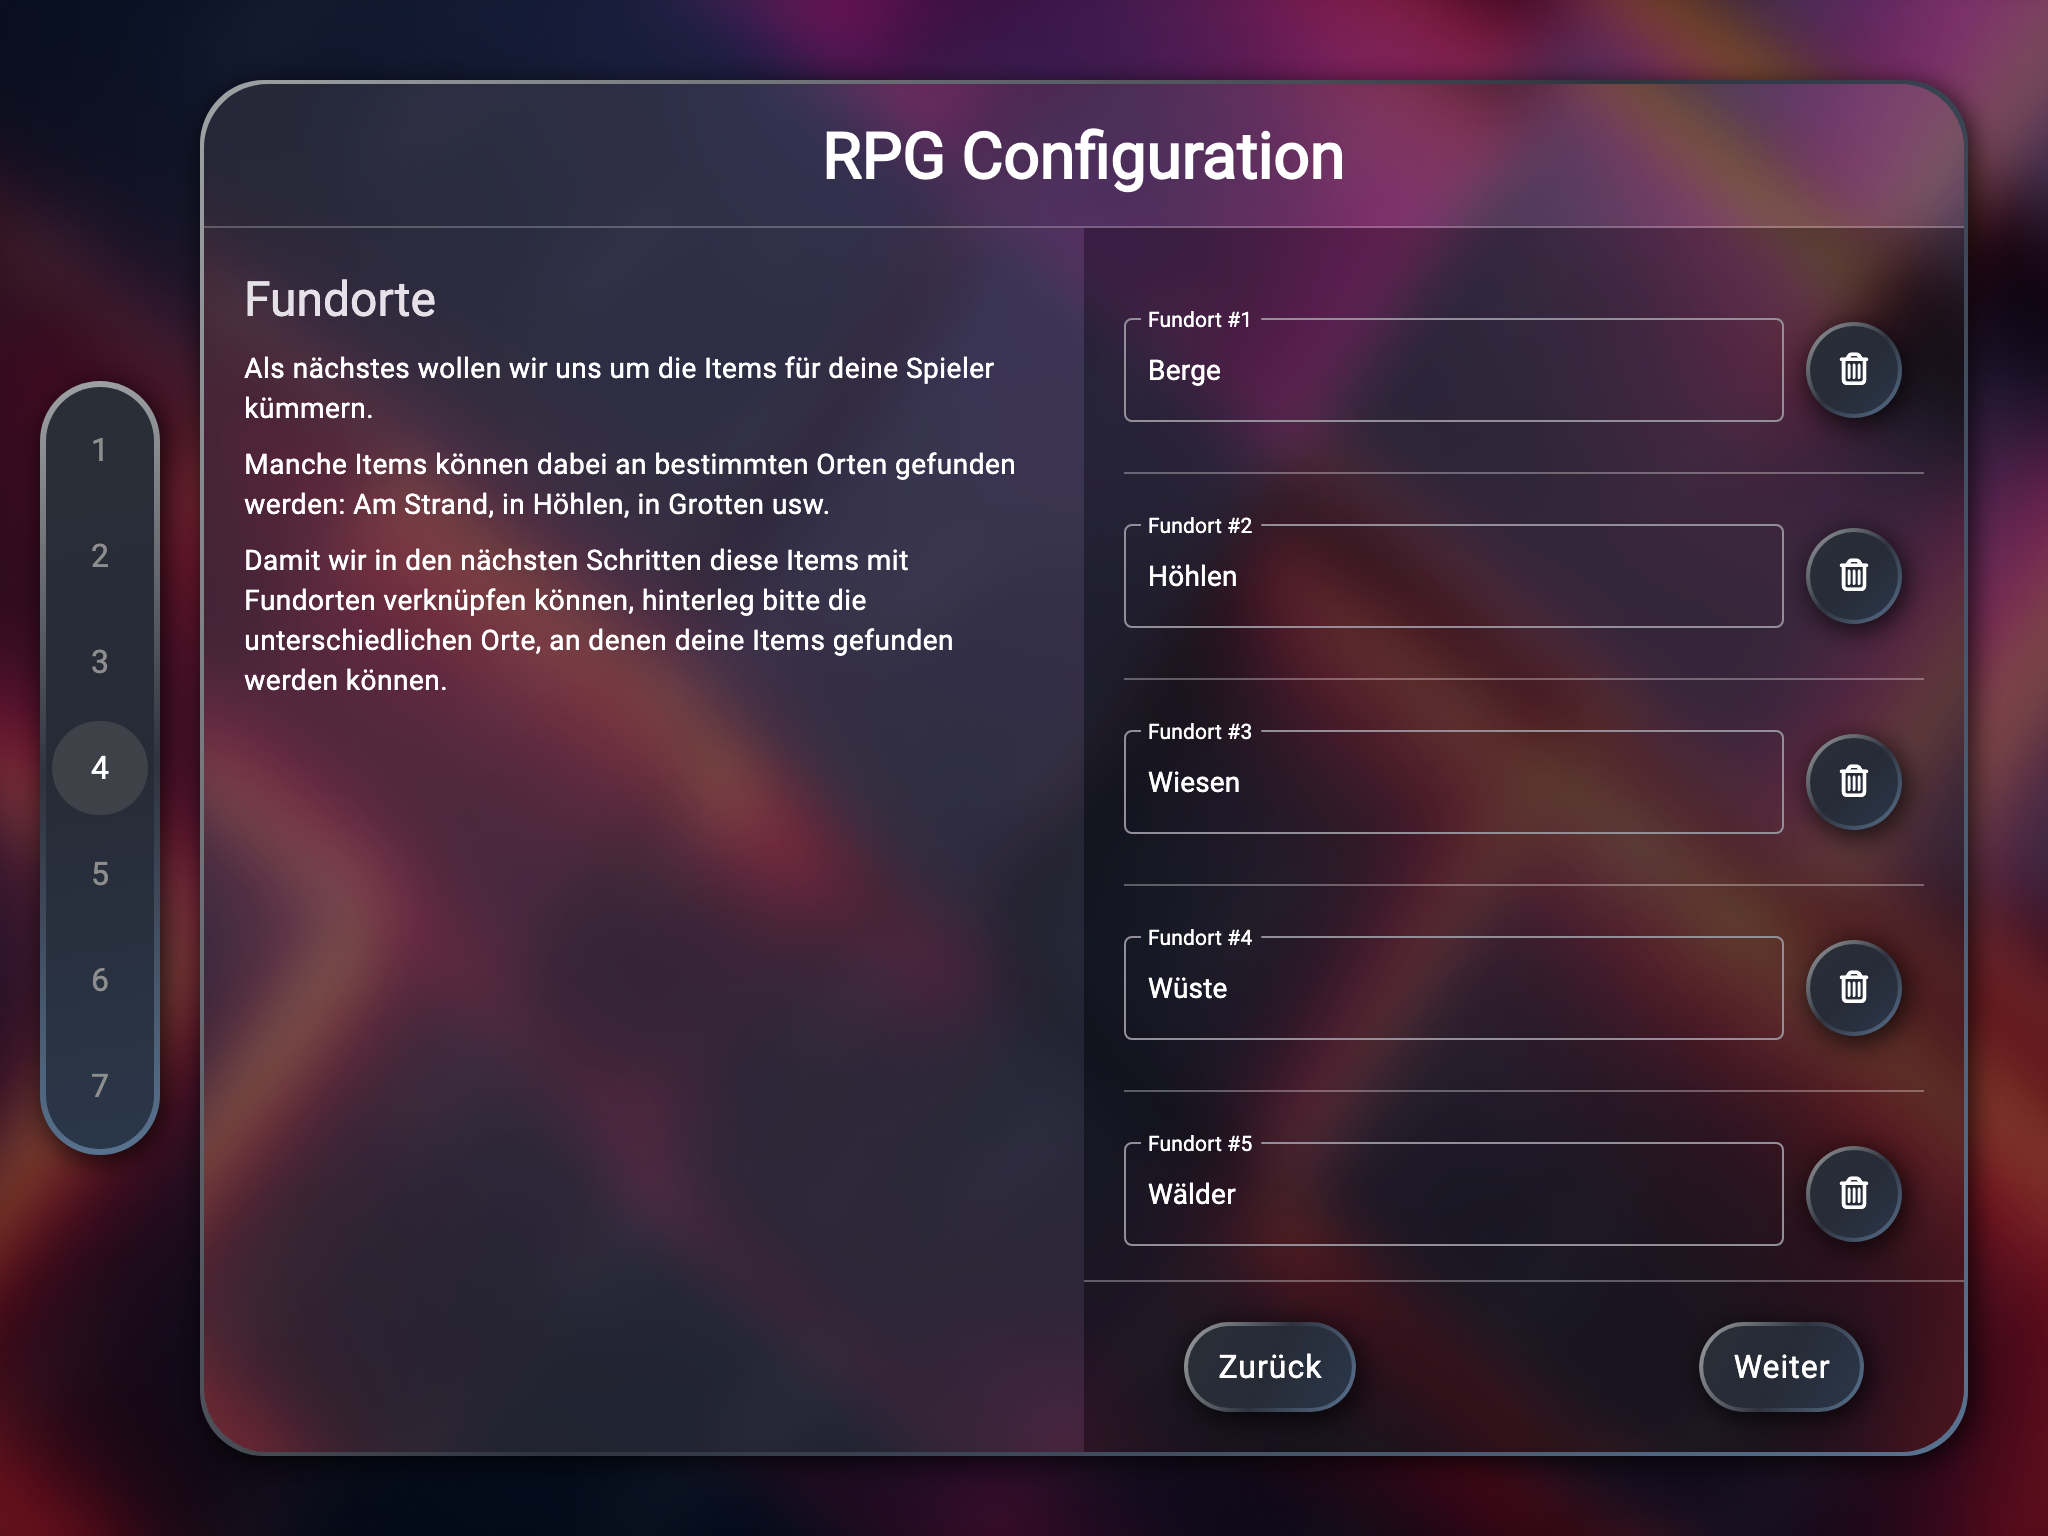 RPG Configuration
1
2
3
4
5
6
7
Fundorte
Als nächstes wollen wir uns um die Items für deine Spieler
kümmern.
Manche Items können dabei an bestimmten Orten gefunden
werden: Am Strand, in Höhlen, in Grotten usw.
Damit wir in den nächsten Schritten diese Items mit
Fundorten verknüpfen können, hinterleg bitte die
unterschiedlichen Orte, an denen deine Items gefunden
werden können.
Fundort #1
Berge
Fundort #2
Höhlen
Fundort #3
Wiesen
Fundort #4
Wüste
Fundort #5
Wälder
Zurück
Weiter